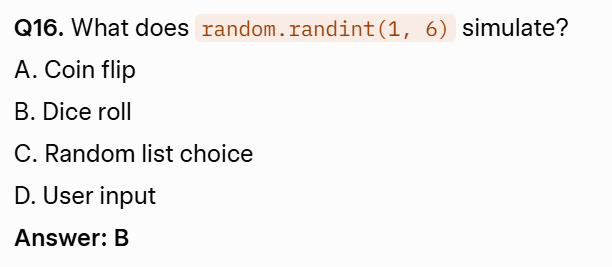 Q16. What does random.randint(1, 6) simulate?
A. Coin flip
B. Dice roll
C. Random list choice
D. User input
Answer: B